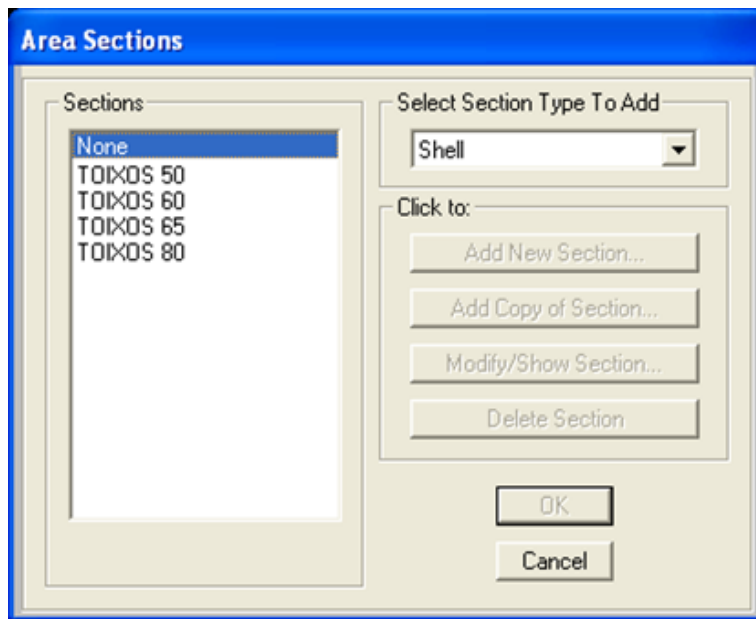 Area Sections
Sections
None
TOIXOS 50
TOIXOS 60
TOIXOS 65
TOIXOS 80
Select Section Type To Add
Shell
Click to:
Add New Section...
Add Copy of Section...
Modify/Show Section...
Delete Section
OK
Cancel